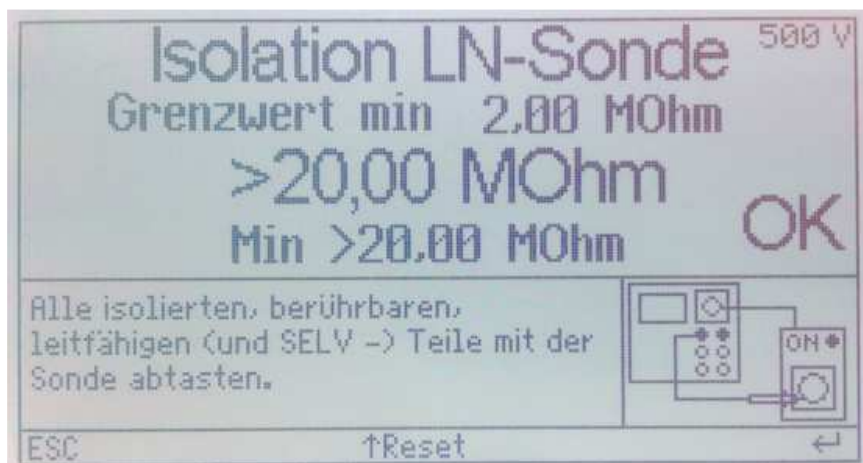 Isolation LN-Sonde 500 V
Grenzwert min 2,00 MOhm
>20,00 MOhm
OK
Min >20,00 MOhm
Alle isolierten, berührbaren,
leitfähigen (und SELV -) Teile mit der
Sonde abtasten.
ON
ESC ↑Reset ↵